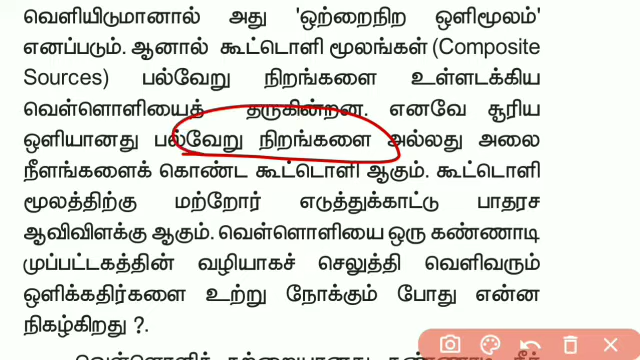 வெளியிடுமானால் அது 'ஒற்றைநிற ஒளிமூலம்'
எனப்படும். ஆனால் கூட்டொளி மூலங்கள் (Composite
Sources) பல்வேறு நிறங்களை உள்ளடக்கிய
வெள்ளொளியைத் தருகின்றன. எனவே சூரிய
ஒளியானது பல்வேறு நிறங்களை அல்லது அலை
நீளங்களைக் கொண்ட கூட்டொளி ஆகும். கூட்டொளி
மூலத்திற்கு மற்றோர் எடுத்துக்காட்டு பாதரச
ஆவிவிளக்கு ஆகும். வெள்ளொளியை ஒரு கண்ணாடி
முப்பட்டகத்தின் வழியாகச் செலுத்தி வெளிவரும்
ஒளிக்கதிர்களை உற்று நோக்கும் போது என்ன
நிகழ்கிறது ?.